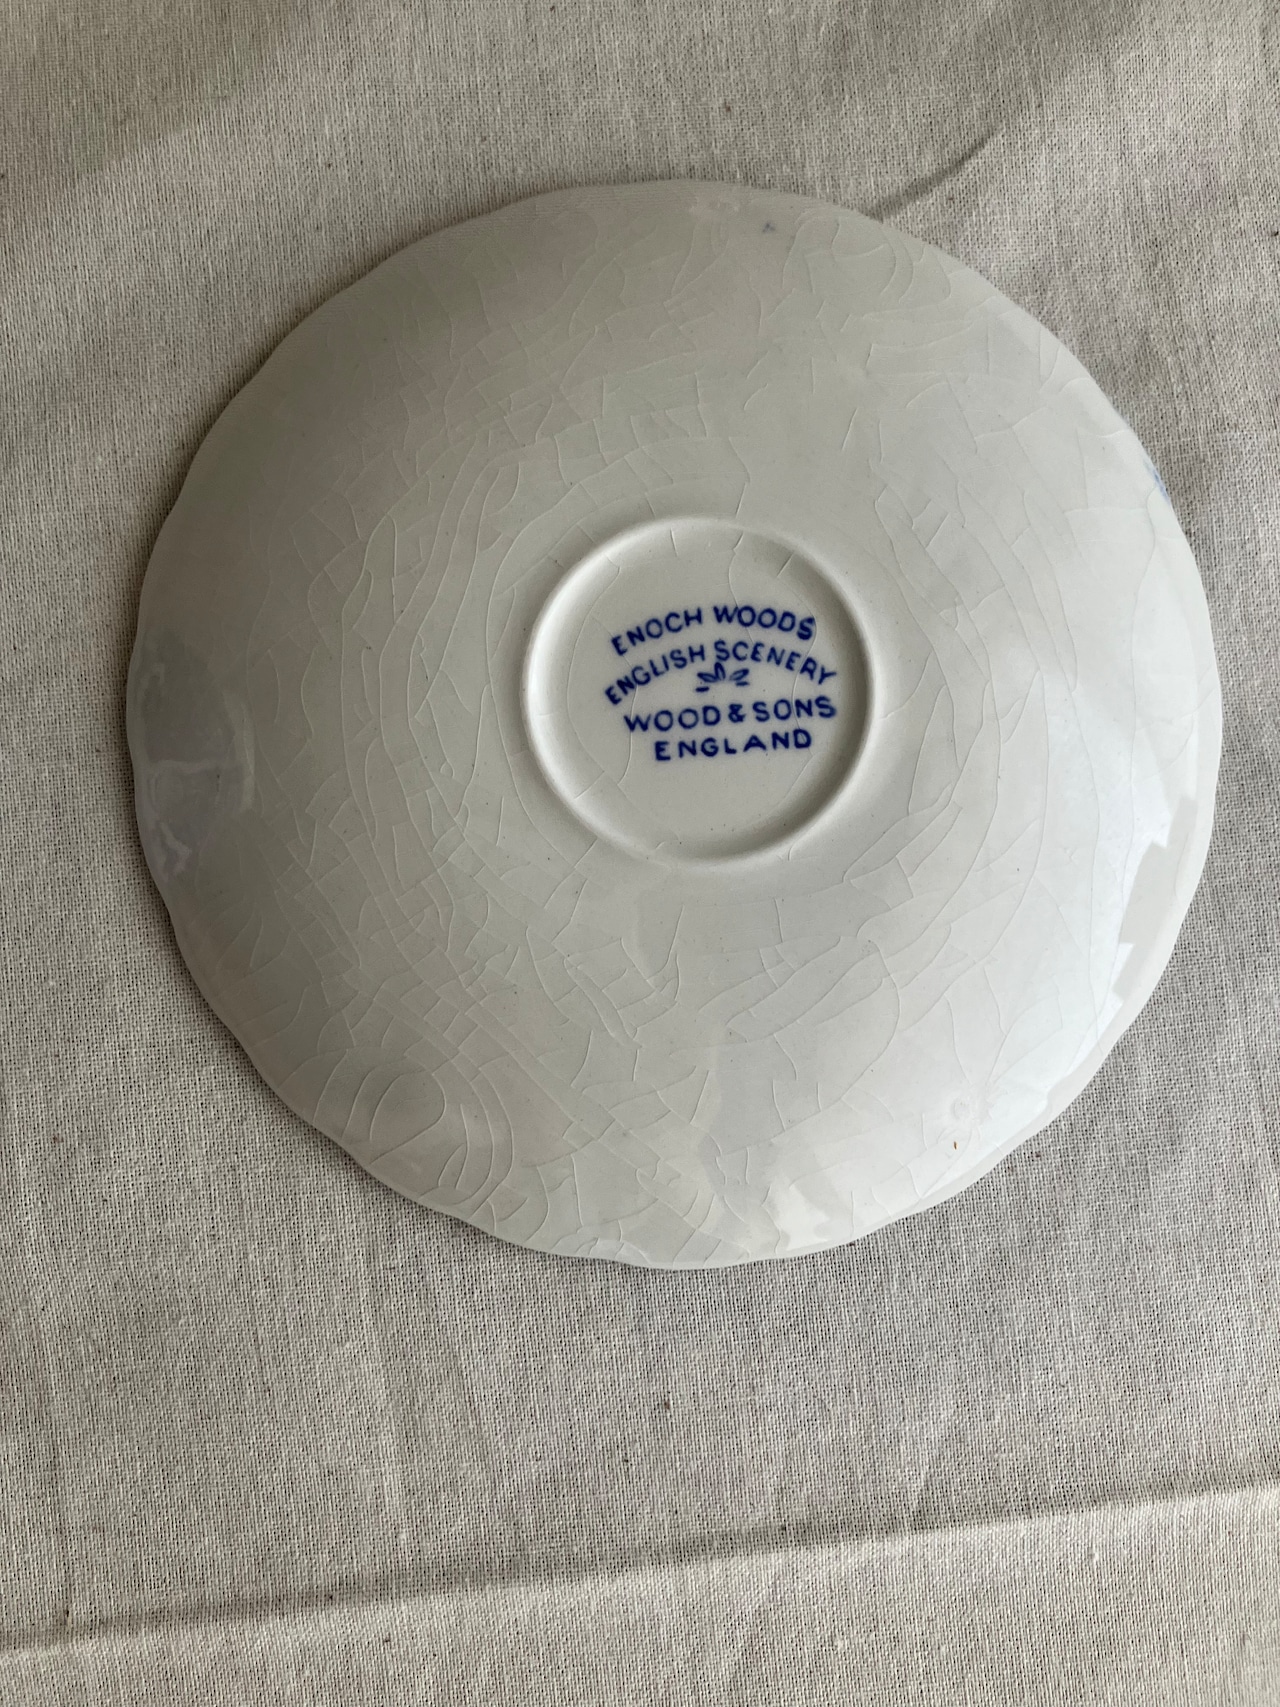 ENOCH WOODS
ENGLISH SCENERY
WOOD & SONS
ENGLAND